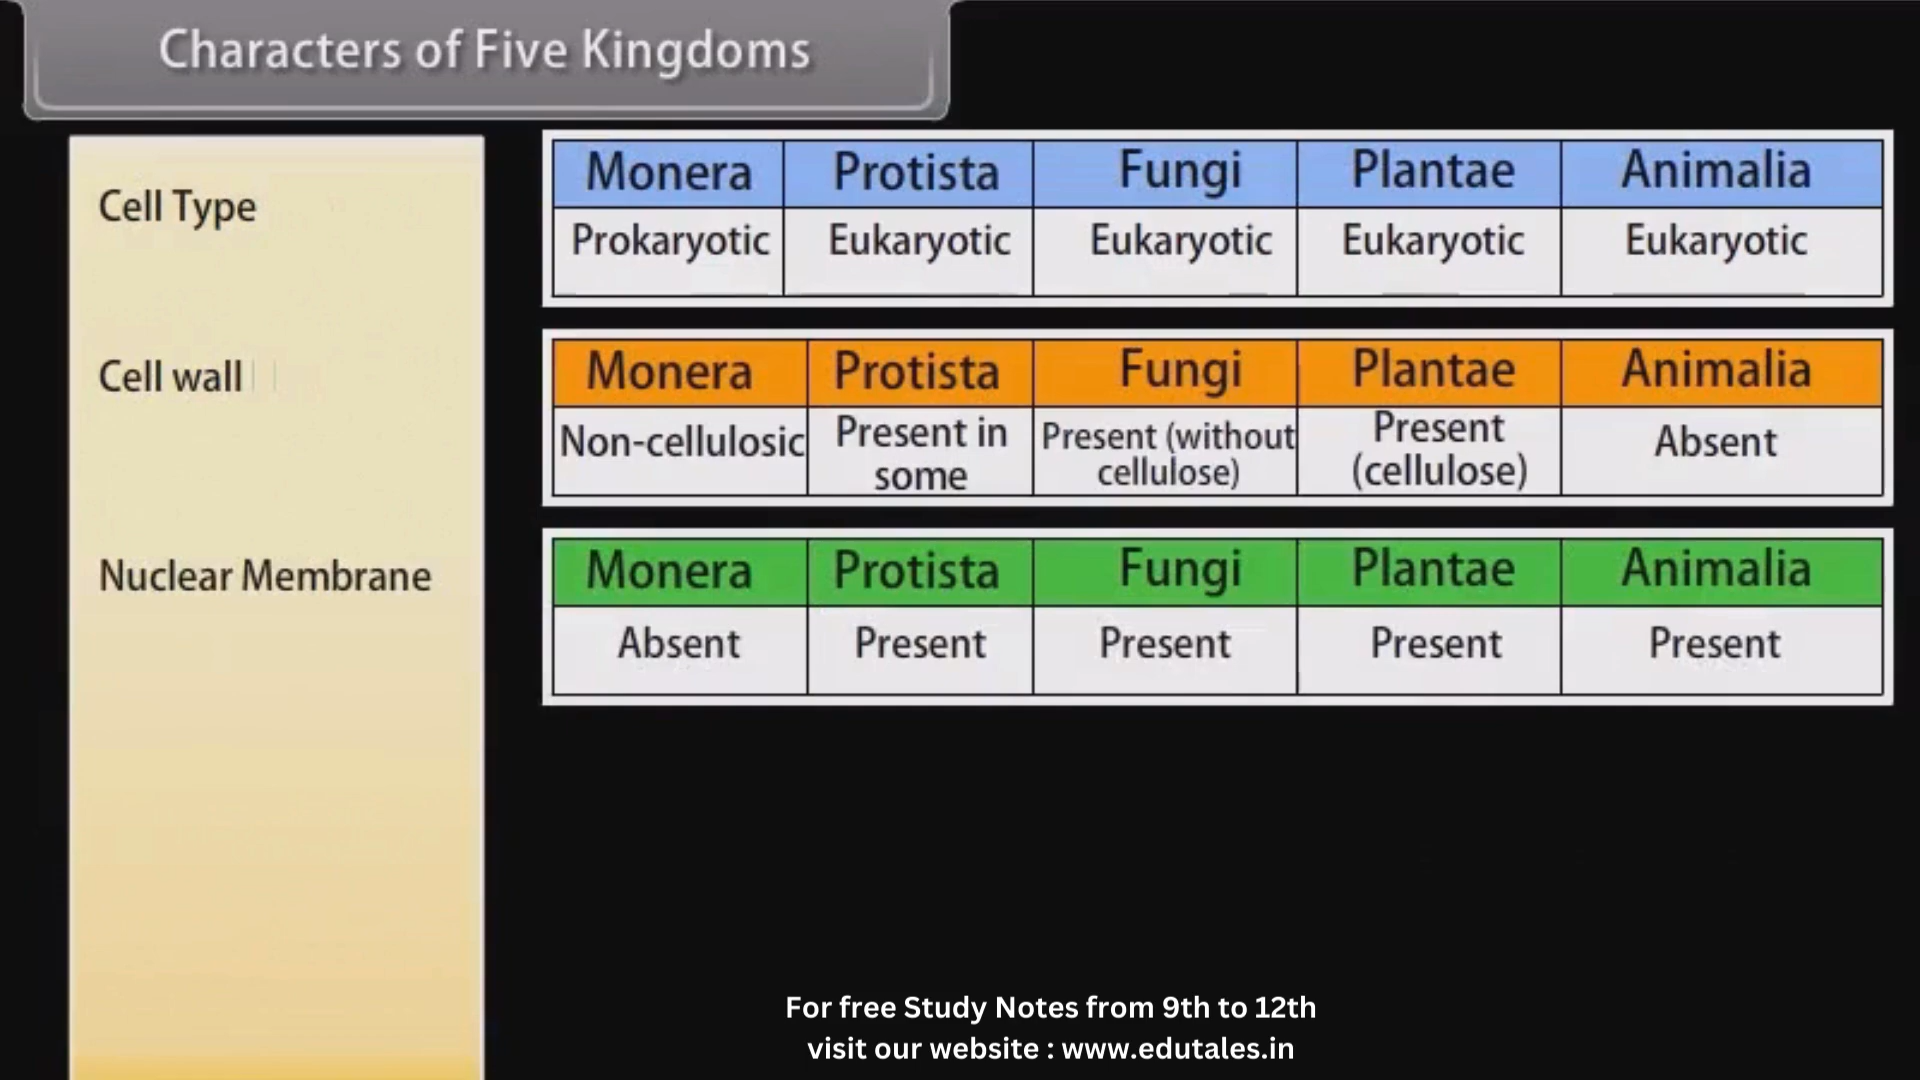 Characters of Five Kingdoms
Cell Type
Monera Protista Fungi Plantae Animalia
Prokaryotic Eukaryotic Eukaryotic Eukaryotic Eukaryotic
Cell wall
Monera Protista Fungi Plantae Animalia
Non-cellulosic Present in some Present (without cellulose) Present (cellulose) Absent
Nuclear Membrane
Monera Protista Fungi Plantae Animalia
Absent Present Present Present Present
For free Study Notes from 9th to 12th
visit our website : www.edutales.in